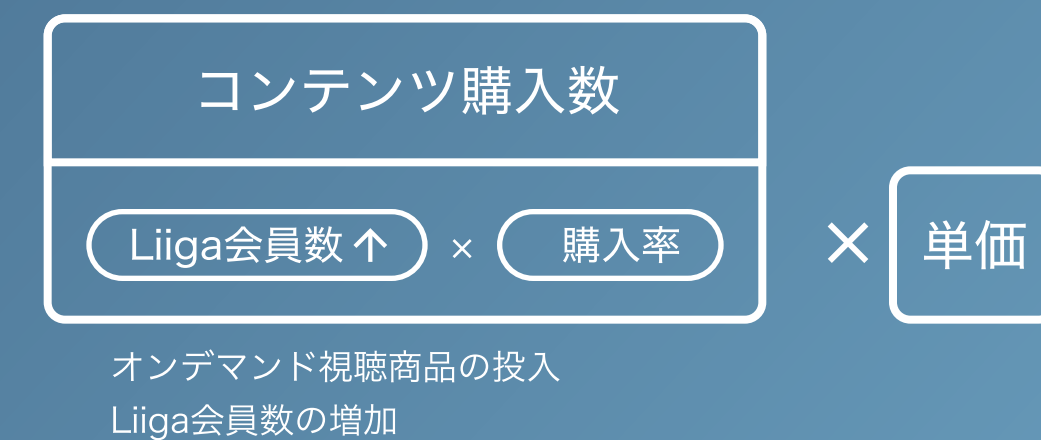 コンテンツ購入数
Liiga会員数↑ × 購入率 × 単価
オンデマンド視聴商品の投入
Liiga会員数の増加